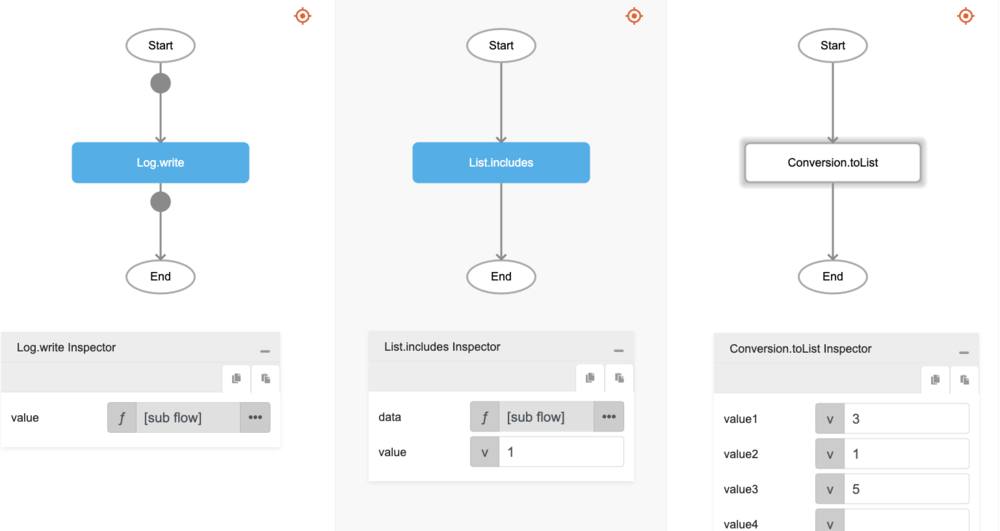 Start
Log.write
End
Log.write Inspector
value
ƒ
[sub flow]
•••
Start
List.includes
End
List.includes Inspector
data
ƒ
[sub flow]
•••
value
v
1
Start
Conversion.toList
End
Conversion.toList Inspector
value1
v
3
value2
v
1
value3
v
5
value4
v